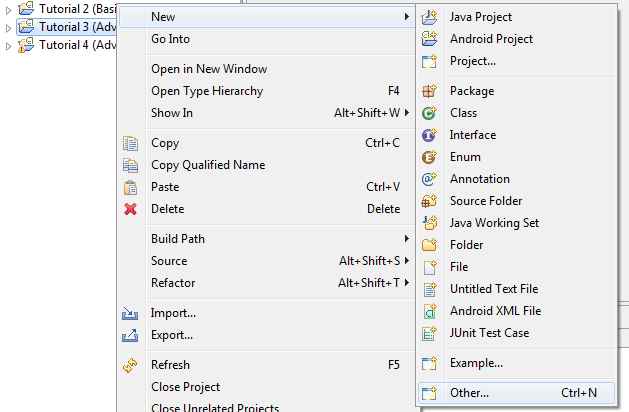 Tutorial 2 (Basi
Tutorial 3 (Adv
Tutorial 4 (Adv
New
Go Into
Open in New Window
Open Type Hierarchy F4
Show In Alt+Shift+W
Copy Ctrl+C
Copy Qualified Name
Paste Ctrl+V
Delete Delete
Build Path
Source Alt+Shift+S
Refactor Alt+Shift+T
Import...
Export...
Refresh F5
Close Project
Close Unrelated Projects
Java Project
Android Project
Project...
Package
Class
Interface
Enum
Annotation
Source Folder
Java Working Set
Folder
File
Untitled Text File
Android XML File
JUnit Test Case
Example...
Other... Ctrl+N